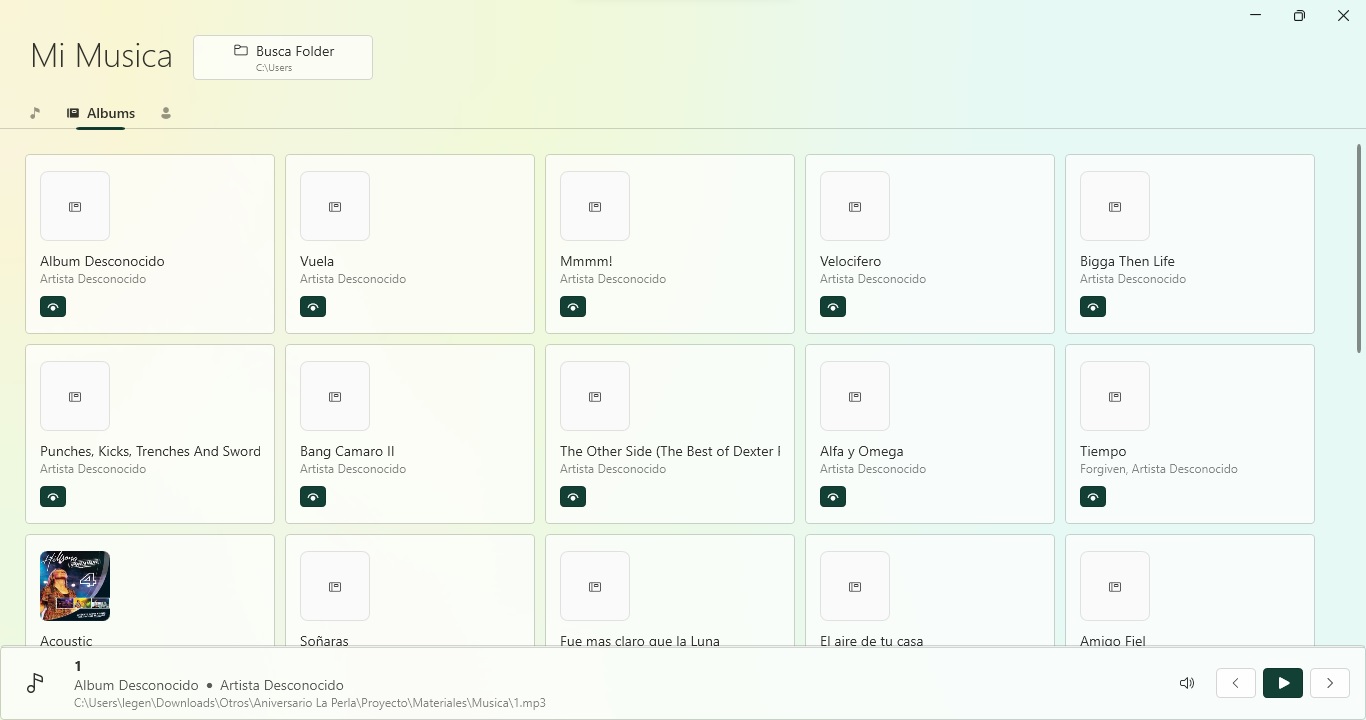 Mi Musica
Busca Folder
C:\Users
Albums
Album Desconocido
Artista Desconocido
Vuela
Artista Desconocido
Mmmm!
Artista Desconocido
Velocifero
Artista Desconocido
Bigga Then Life
Artista Desconocido
Punches, Kicks, Trenches And Sword
Artista Desconocido
Bang Camaro II
Artista Desconocido
The Other Side (The Best of Dexter
Artista Desconocido
Alfa y Omega
Artista Desconocido
Tiempo
Forgiven, Artista Desconocido
Hillsong
4
Acoustic
Soñaras
Fue mas claro que la Luna
El aire de tu casa
Amigo Fiel
1
Album Desconocido • Artista Desconocido
C:\Users\legen\Downloads\Otros\Aniversario La Perla\Proyecto\Materiales\Musica\1.mp3